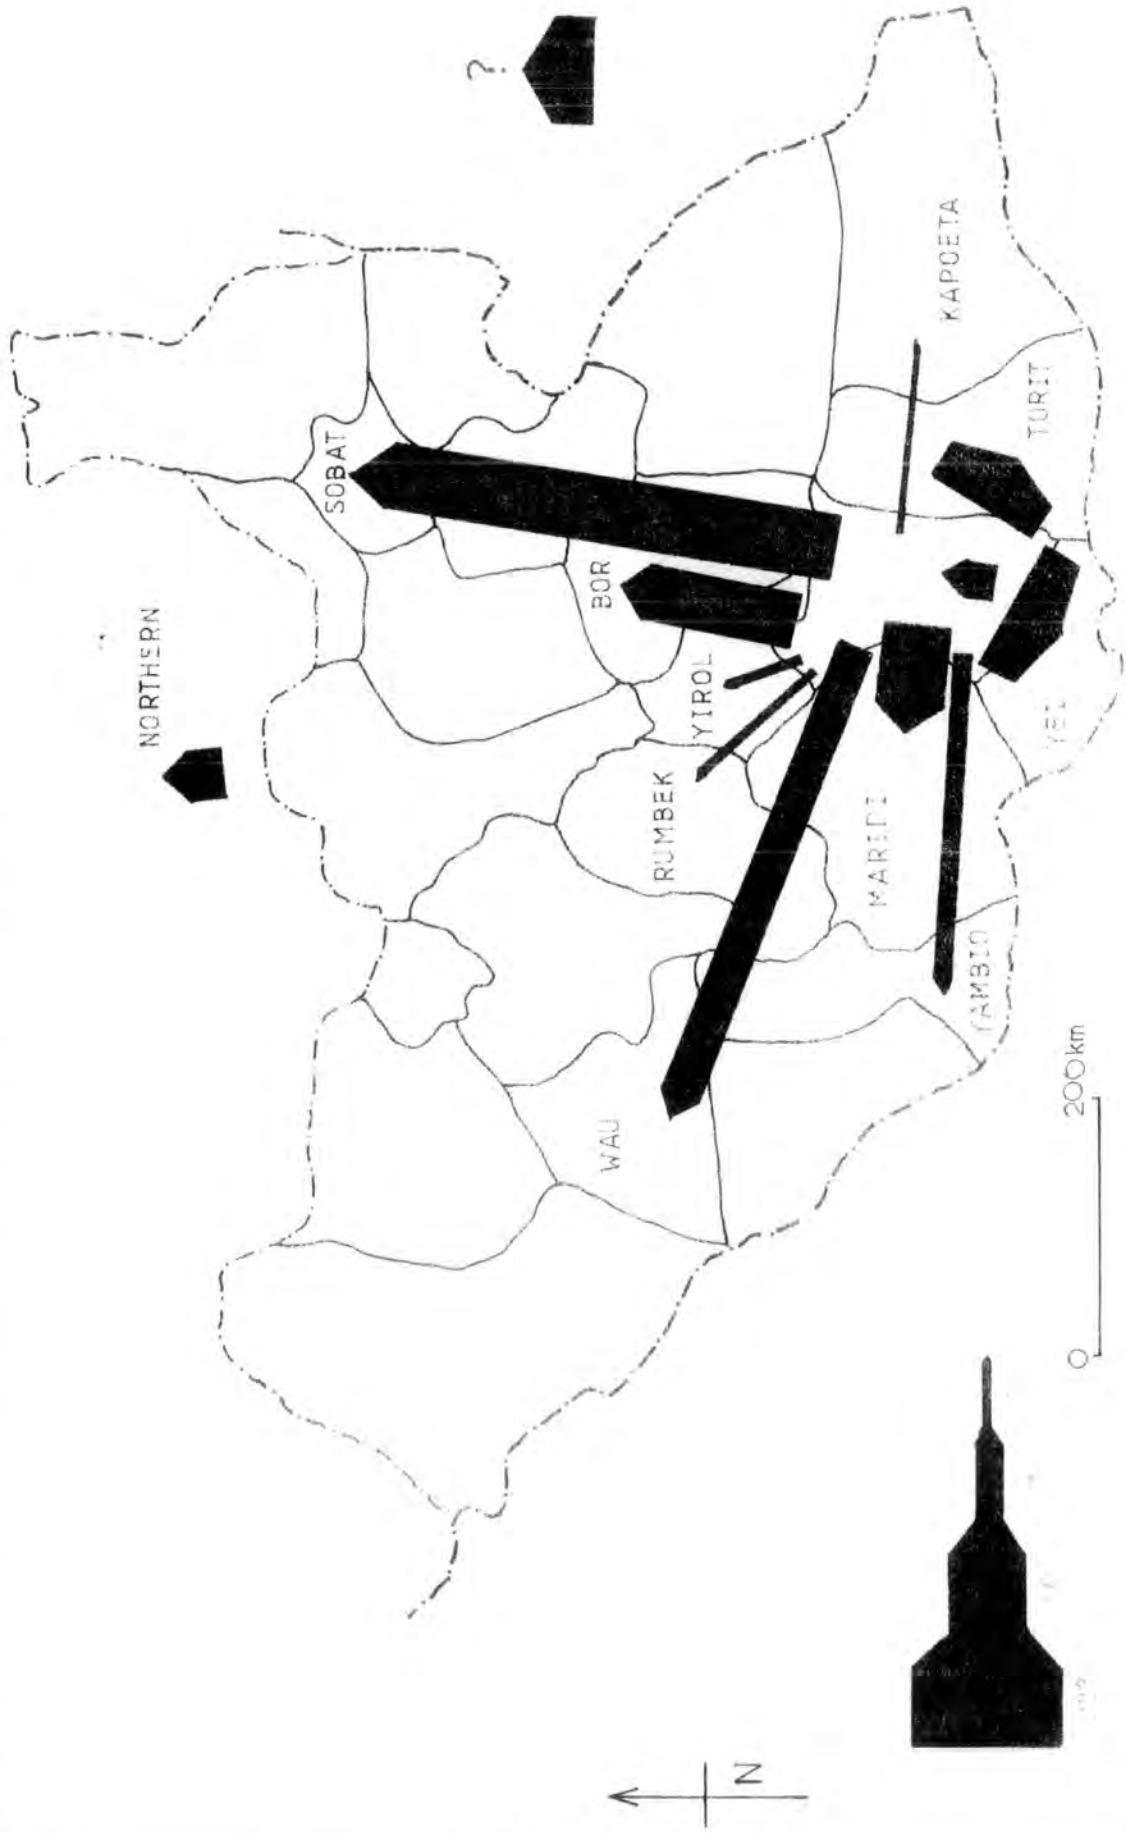 NORTHERN
?
SOBAT
BOR
YIROL
RUMBEK
WAU
MARIDI
YAMBIO
YEI
TORIT
KAPOETA
0 200km
N